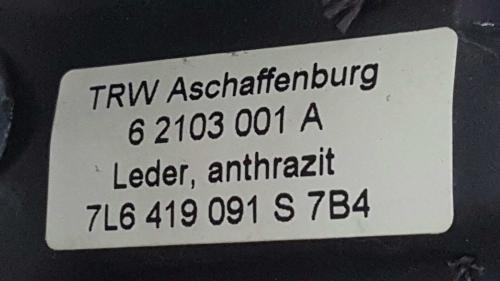 TRW Aschaffenburg
6 2103 001 A
Leder, anthrazit
7L6 419 091 S 7B4